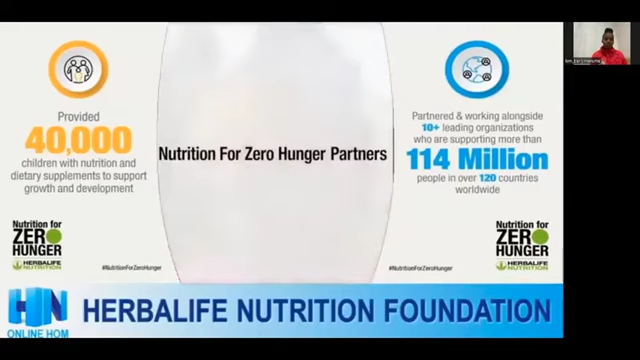 Provided
40,000
children with nutrition and
dietary supplements to support
growth and development
Nutrition For Zero Hunger Partners
Partnered & working alongside
10+ leading organizations
who are supporting more than
114 Million
people in over 120 countries
worldwide
Nutrition for
ZERO
HUNGER
HERBALIFE
NUTRITION
#NutritionForZeroHunger
#NutritionForZeroHunger
Nutrition for
ZERO
HUNGER
HERBALIFE
NUTRITION
HN
ONLINE HOM
HERBALIFE NUTRITION FOUNDATION